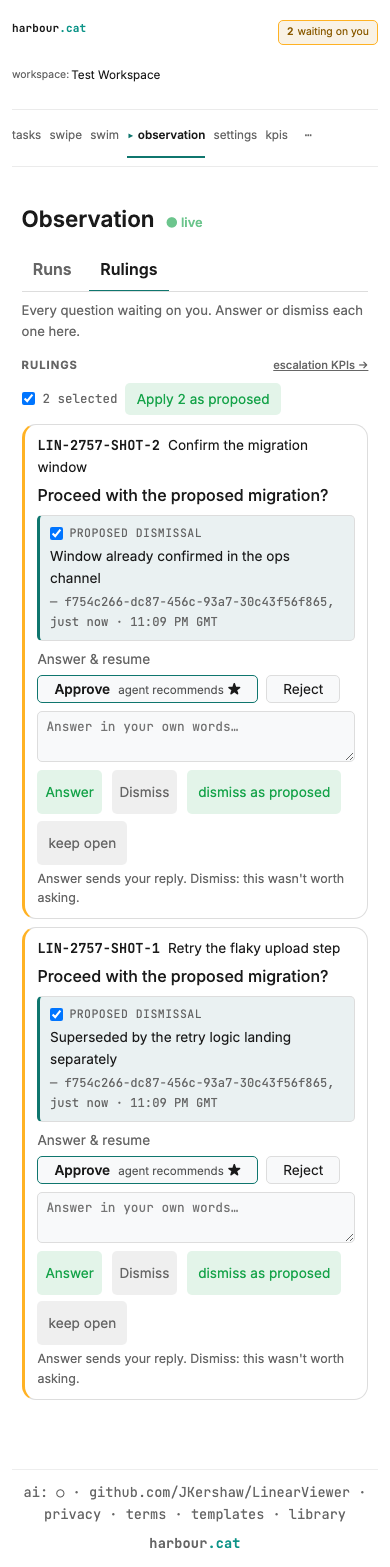 harbour.cat
2 waiting on you
workspace: Test Workspace
tasks swipe swim ▸ observation settings kpis ⋯
Observation ● live
Runs Rulings
Every question waiting on you. Answer or dismiss each
one here.
RULINGS escalation KPIs →
2 selected Apply 2 as proposed
LIN-2757-SHOT-2 Confirm the migration
window
Proceed with the proposed migration?
PROPOSED DISMISSAL
Window already confirmed in the ops
channel
— f754c266-dc87-456c-93a7-30c43f56f865,
just now · 11:09 PM GMT
Answer & resume
Approve agent recommends ★ Reject
Answer in your own words…
Answer Dismiss dismiss as proposed
keep open
Answer sends your reply. Dismiss: this wasn't worth
asking.
LIN-2757-SHOT-1 Retry the flaky upload step
Proceed with the proposed migration?
PROPOSED DISMISSAL
Superseded by the retry logic landing
separately
— f754c266-dc87-456c-93a7-30c43f56f865,
just now · 11:09 PM GMT
Answer & resume
Approve agent recommends ★ Reject
Answer in your own words…
Answer Dismiss dismiss as proposed
keep open
Answer sends your reply. Dismiss: this wasn't worth
asking.
ai: ○ · github.com/JKershaw/LinearViewer ·
privacy · terms · templates · library
harbour.cat